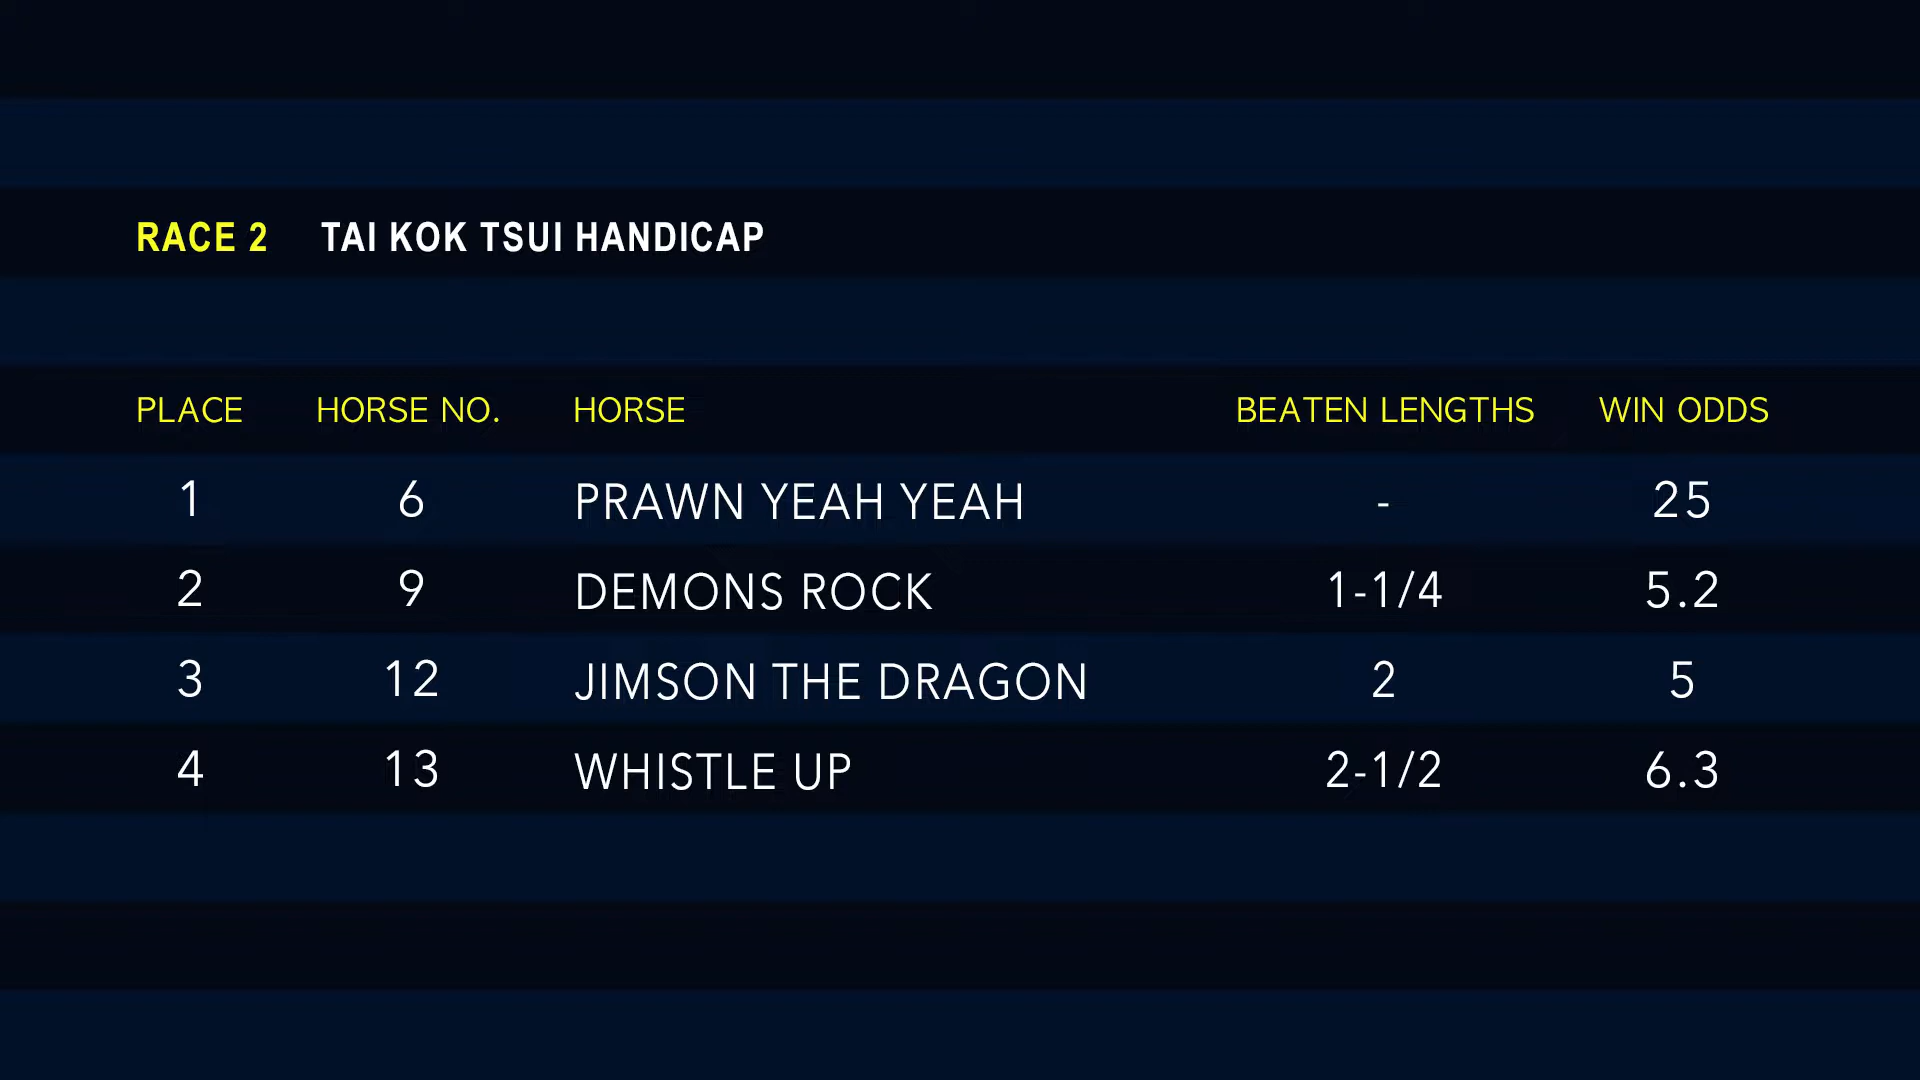 RACE 2 TAI KOK TSUI HANDICAP
PLACE HORSE NO. HORSE BEATEN LENGTHS WIN ODDS
1 6 PRAWN YEAH YEAH - 25
2 9 DEMONS ROCK 1-1/4 5.2
3 12 JIMSON THE DRAGON 2 5
4 13 WHISTLE UP 2-1/2 6.3